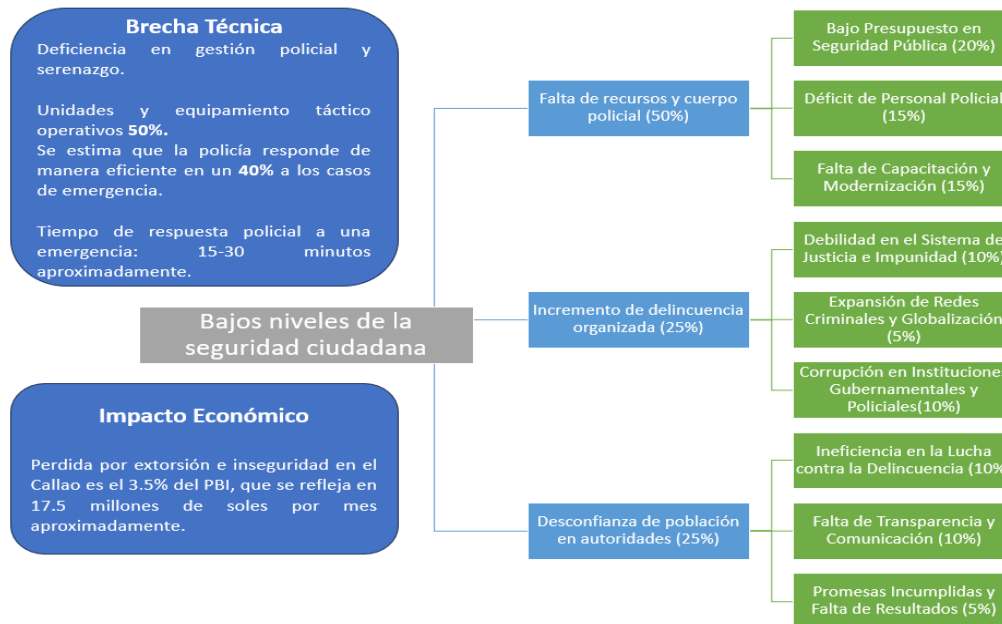 Brecha Técnica
Deficiencia en gestión policial y
serenazgo.
Unidades y equipamiento táctico
operativos 50%.
Se estima que la policía responde de
manera eficiente en un 40% a los casos
de emergencia.
Tiempo de respuesta policial a una
emergencia: 15-30 minutos
aproximadamente.
Bajos niveles de la
seguridad ciudadana
Impacto Económico
Perdida por extorsión e inseguridad en el
Callao es el 3.5% del PBI, que se refleja en
17.5 millones de soles por mes
aproximadamente.
Falta de recursos y cuerpo
policial (50%)
Bajo Presupuesto en
Seguridad Pública (20%)
Déficit de Personal Policial
(15%)
Falta de Capacitación y
Modernización (15%)
Incremento de delincuencia
organizada (25%)
Debilidad en el Sistema de
Justicia e Impunidad (10%)
Expansión de Redes
Criminales y Globalización
(5%)
Corrupción en Instituciones
Gubernamentales y
Policiales(10%)
Desconfianza de población
en autoridades (25%)
Ineficiencia en la Lucha
contra la Delincuencia (10%)
Falta de Transparencia y
Comunicación (10%)
Promesas Incumplidas y
Falta de Resultados (5%)